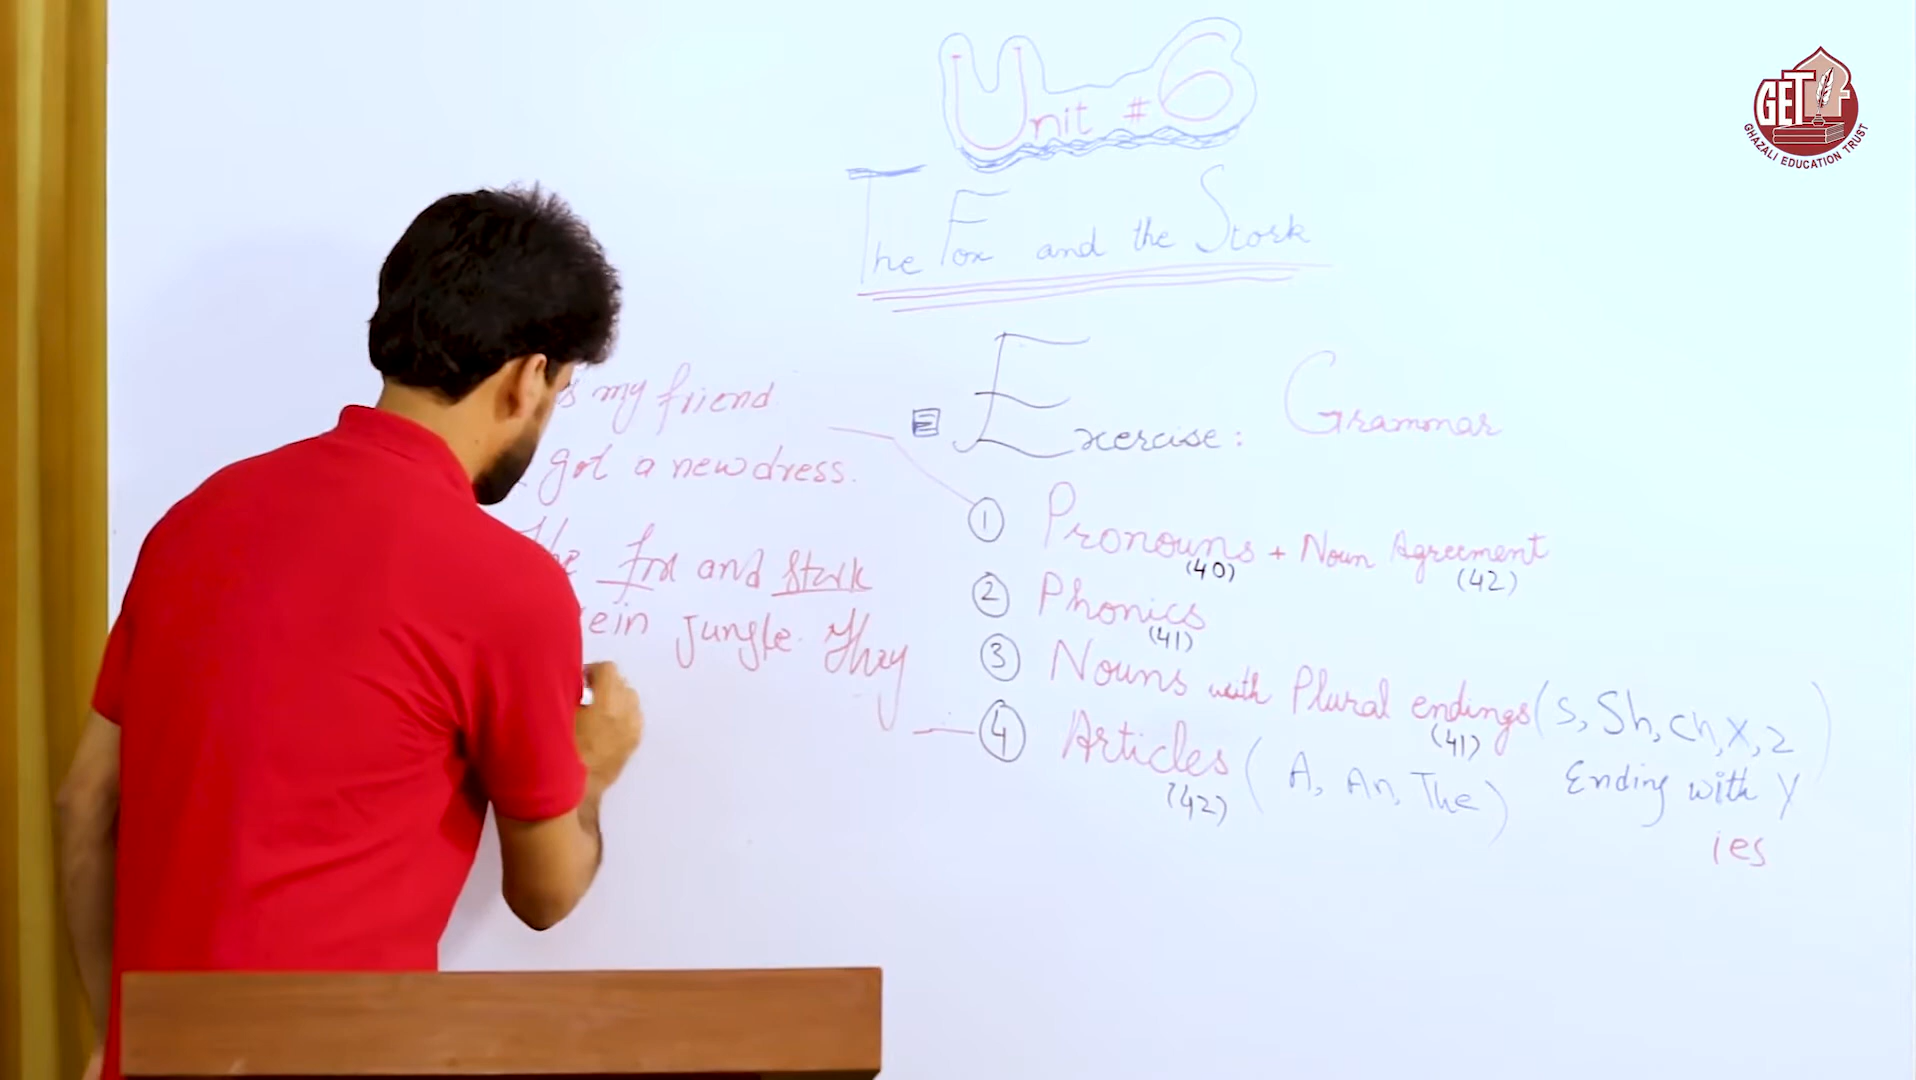 Unit # 6
The Fox and the Stork
Exercise: Grammar
① Pronouns + Noun Agreement
(40) (42)
② Phonics
(41)
③ Nouns with Plural endings (s, Sh, ch, x, z)
(41)
Ending with y
ies
④ Articles (A, An, The)
(42)
my friend
got a new dress.
The fox and stork
in jungle. They
GET
GHAZALI EDUCATION TRUST